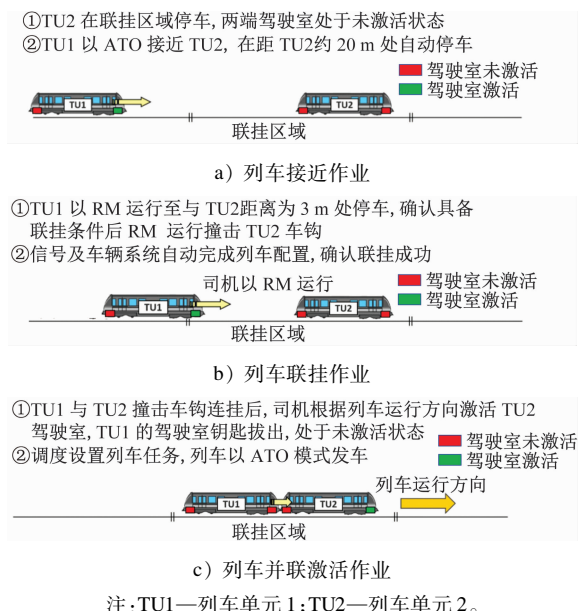 ①TU2 在联挂区域停车,两端驾驶室处于未激活状态
②TU1 以 ATO 接近 TU2, 在距 TU2约 20 m 处自动停车
驾驶室未激活
驾驶室激活
TU1
TU2
联挂区域
a) 列车接近作业
①TU1 以 RM 运行至与 TU2距离为 3 m 处停车, 确认具备
联挂条件后 RM 运行撞击 TU2 车钩
②信号及车辆系统自动完成列车配置, 确认联挂成功
司机以 RM 运行
驾驶室未激活
驾驶室激活
TU1
TU2
联挂区域
b) 列车联挂作业
①TU1 与 TU2 撞击车钩连挂后, 司机根据列车运行方向激活 TU2
驾驶室, TU1 的驾驶室钥匙拔出, 处于未激活状态
②调度设置列车任务, 列车以 ATO 模式发车
驾驶室未激活
驾驶室激活
列车运行方向
TU1
TU2
联挂区域
c) 列车并联激活作业
注:TU1—列车单元 1;TU2—列车单元 2。